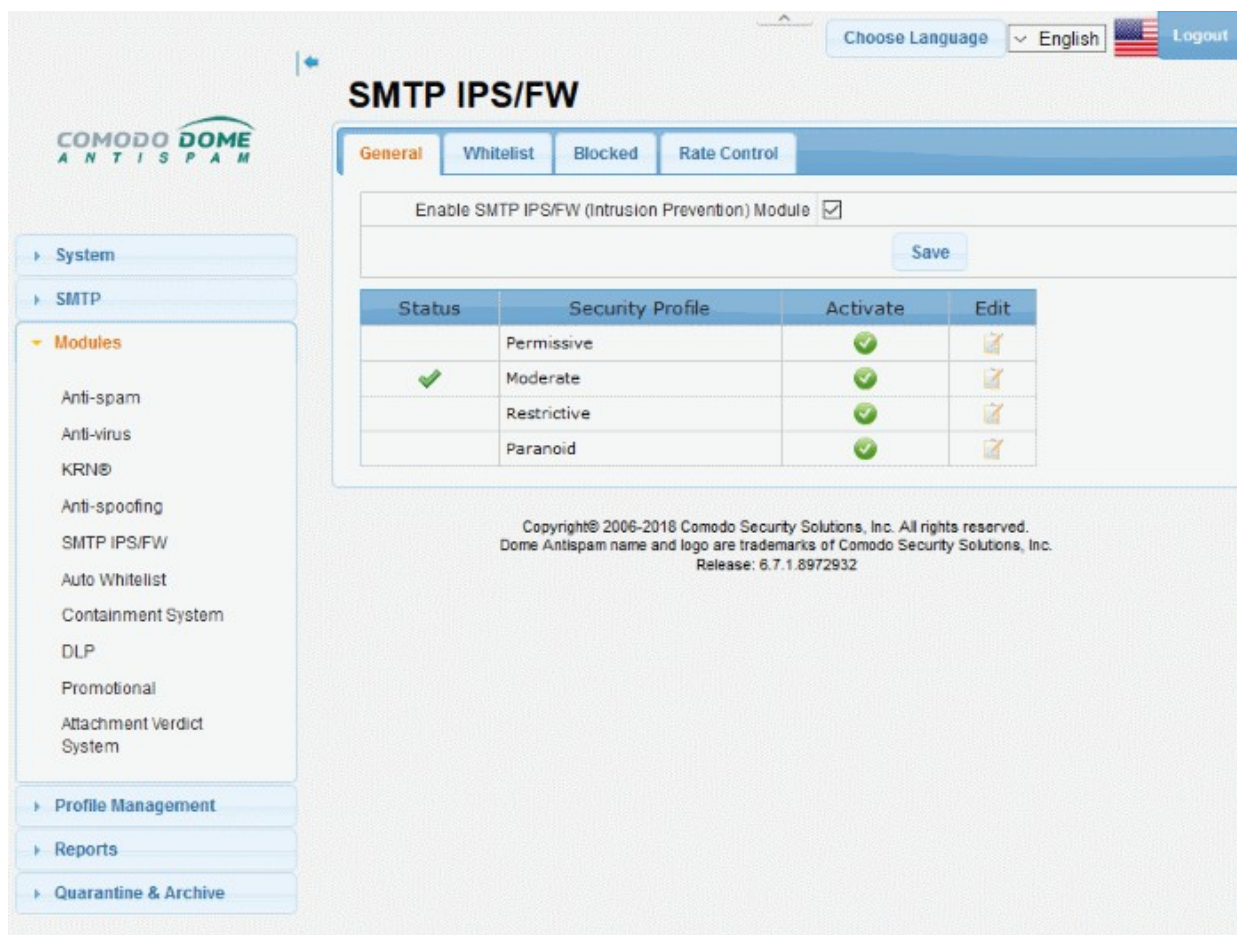 Choose Language
English
Logout
SMTP IPS/FW
COMODO DOME
ANTISPAM
General
Whitelist
Blocked
Rate Control
Enable SMTP IPS/FW (Intrusion Prevention) Module
Save
System
SMTP
Modules
Anti-spam
Anti-virus
KRN®
Anti-spoofing
SMTP IPS/FW
Auto Whitelist
Containment System
DLP
Promotional
Attachment Verdict
System
Profile Management
Reports
Quarantine & Archive
Status Security Profile Activate Edit
Permissive
Moderate
Restrictive
Paranoid
Copyright© 2006-2018 Comodo Security Solutions, Inc. All rights reserved.
Dome Antispam name and logo are trademarks of Comodo Security Solutions, Inc.
Release: 6.7.1.8972932